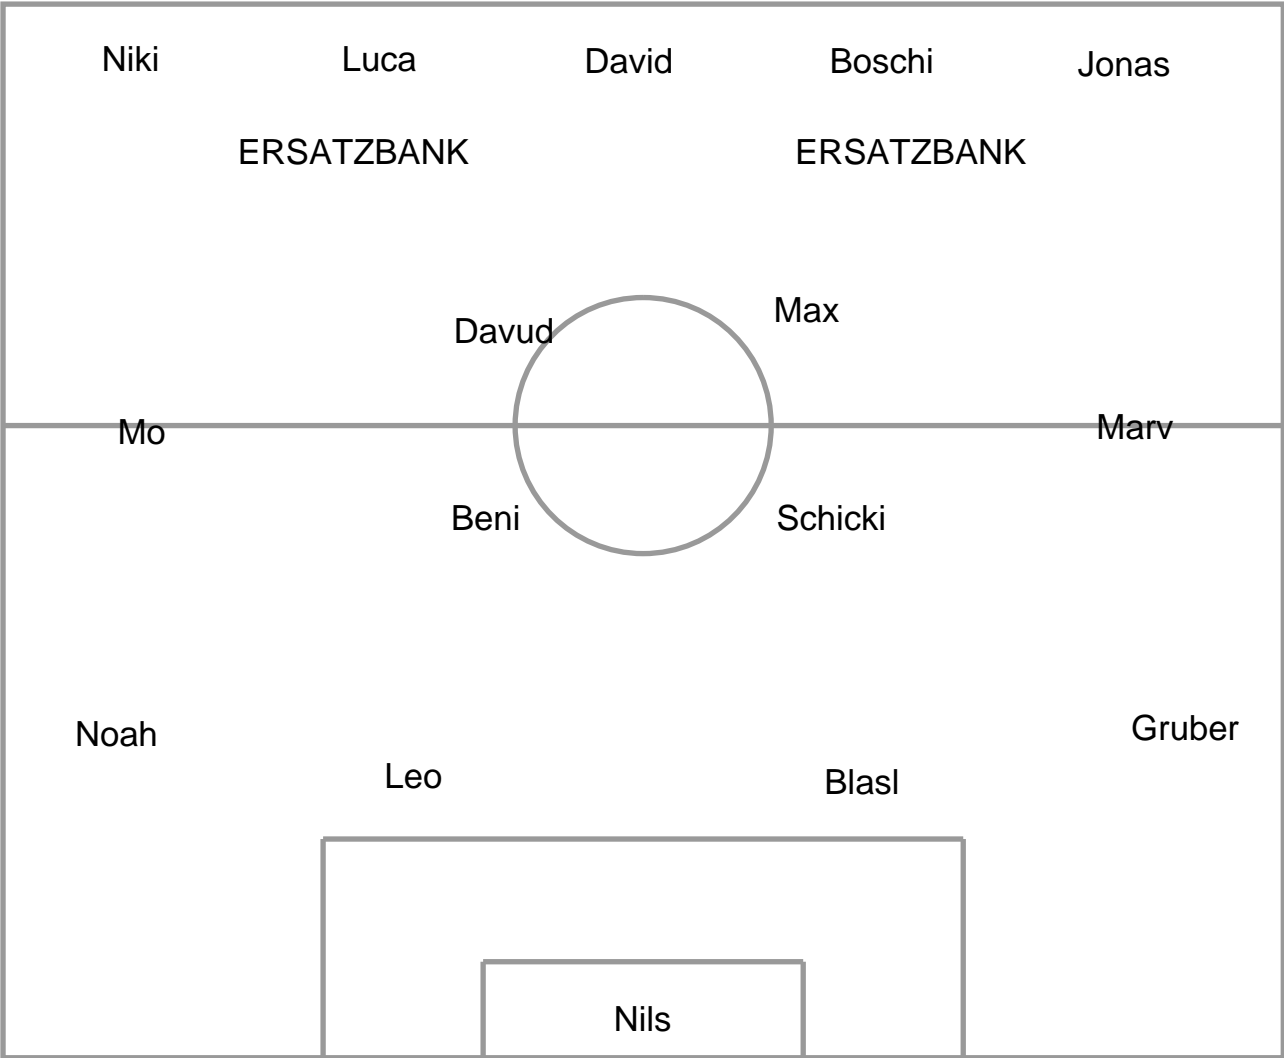 Niki Luca David Boschi Jonas
ERSATZBANK ERSATZBANK
Davud Max
Mo Marv
Beni Schicki
Noah Gruber
Leo Blasl
Nils